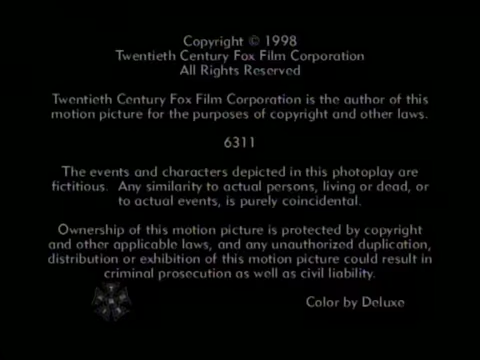 Copyright © 1998
Twentieth Century Fox Film Corporation
All Rights Reserved
Twentieth Century Fox Film Corporation is the author of this
motion picture for the purposes of copyright and other laws.
6311
The events and characters depicted in this photoplay are
fictitious. Any similarity to actual persons, living or dead, or
to actual events, is purely coincidental.
Ownership of this motion picture is protected by copyright
and other applicable laws, and any unauthorized duplication,
distribution or exhibition of this motion picture could result in
criminal prosecution as well as civil liability.
Color by Deluxe